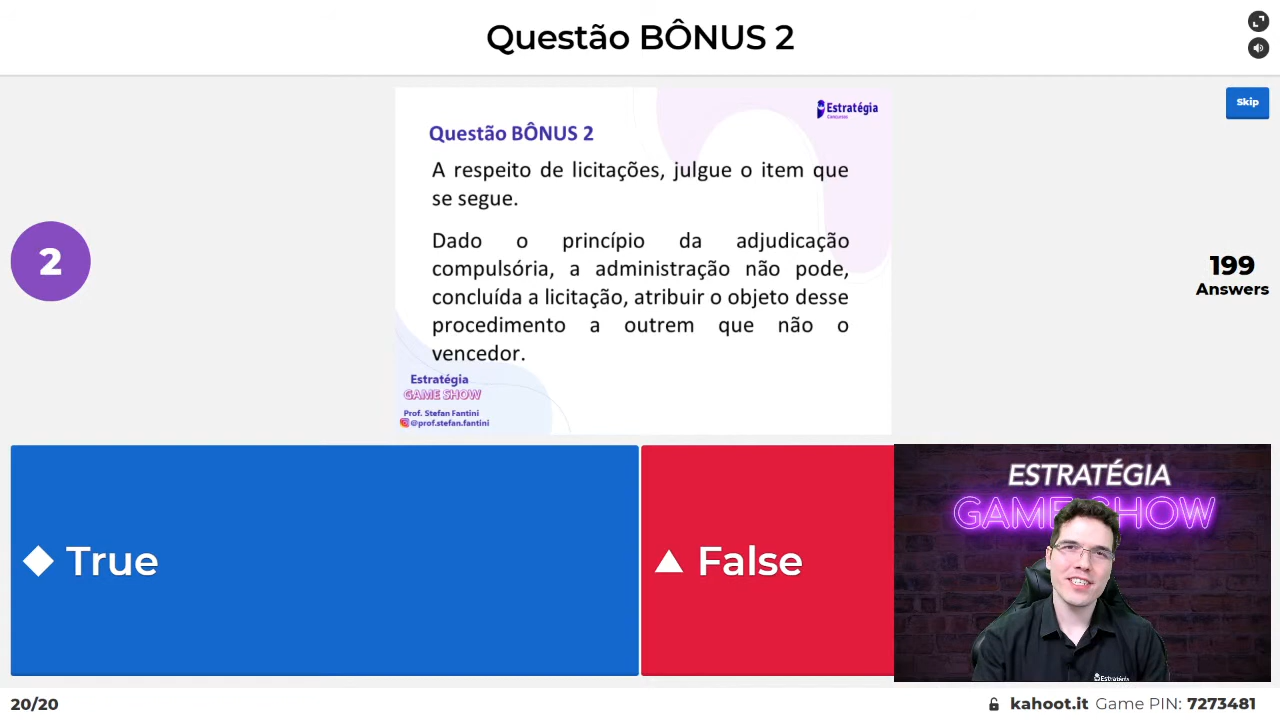 Questão BÔNUS 2
Skip
Estratégia
Concursos
Questão BÔNUS 2
A respeito de licitações, julgue o item que
se segue.
Dado o princípio da adjudicação
compulsória, a administração não pode,
concluída a licitação, atribuir o objeto desse
procedimento a outrem que não o
vencedor.
2
199
Answers
Estratégia
GAME SHOW
Prof. Stefan Fantini
@prof.stefan.fantini
True
False
ESTRATÉGIA
GAME SHOW
Estratégia
20/20
kahoot.it Game PIN: 7273481